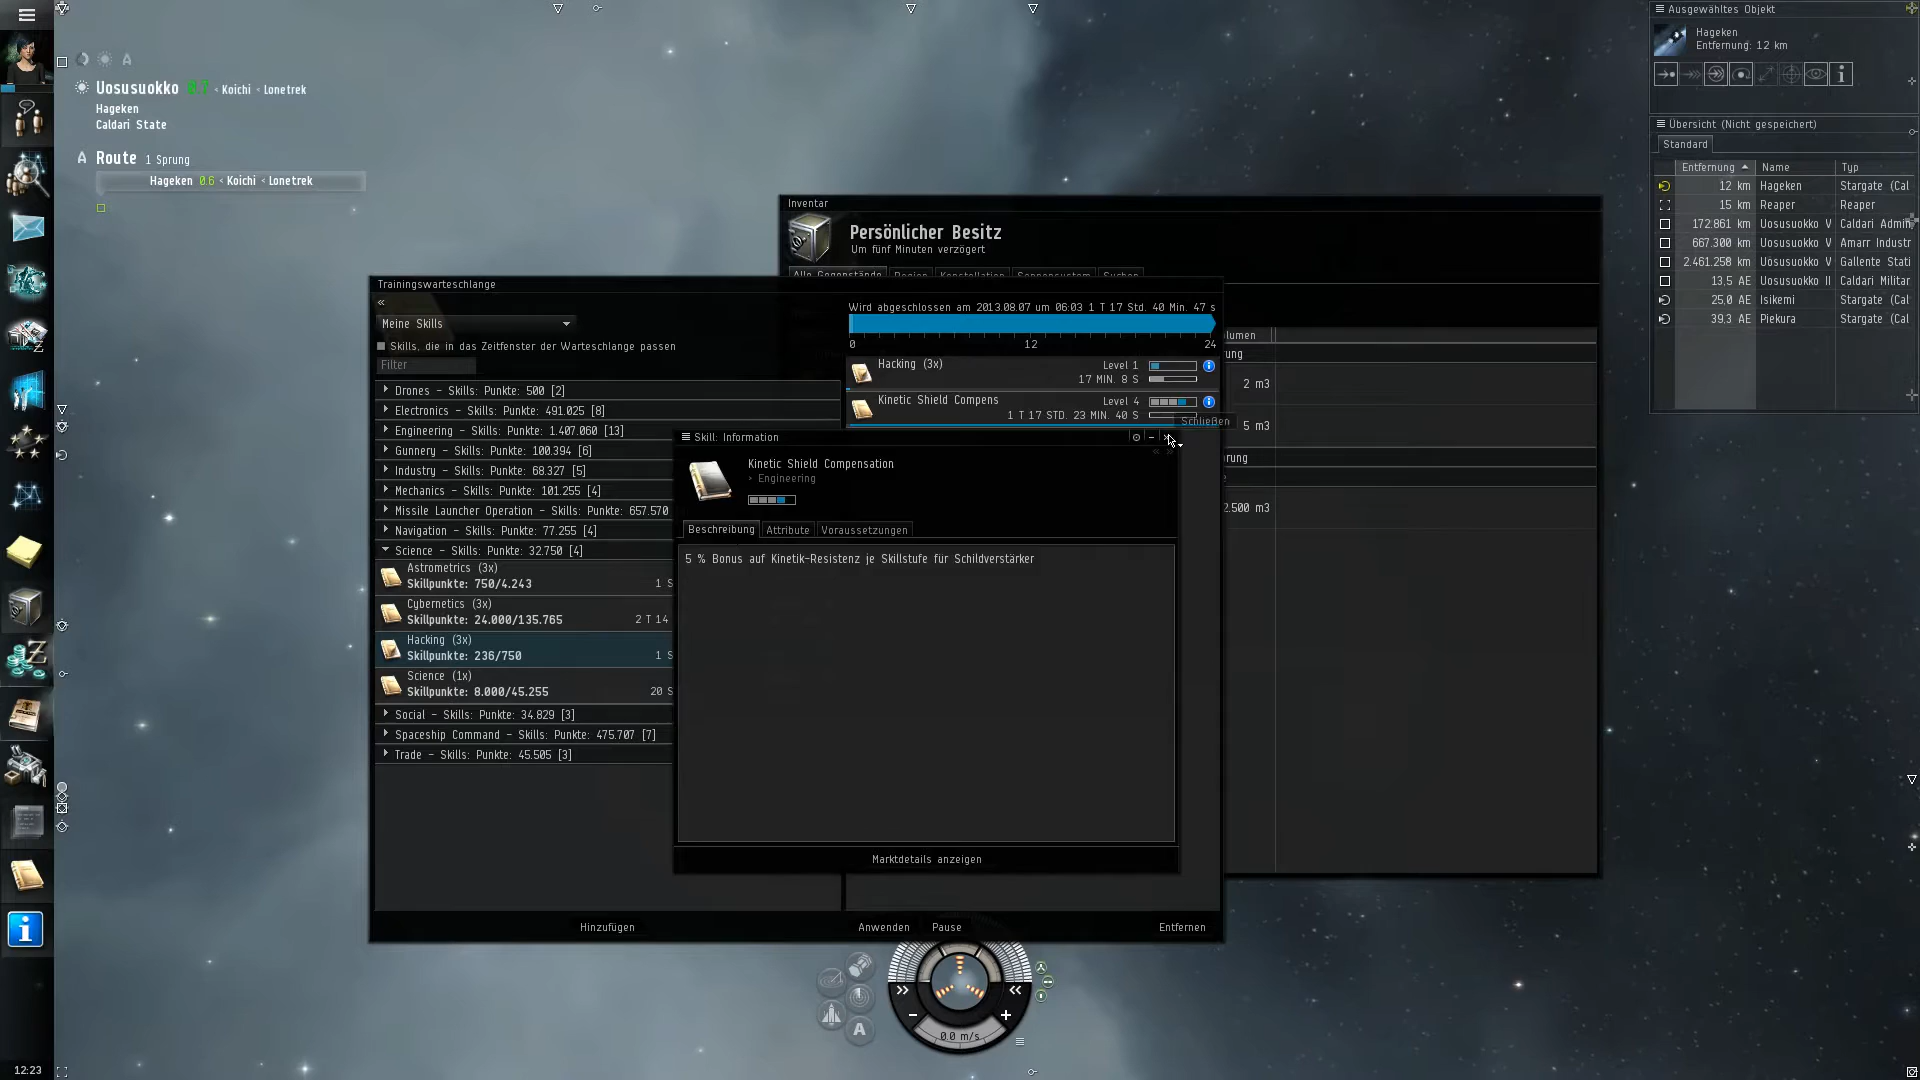 Uosusuokko 0.7 < Koichi < Lonetrek
Hageken
Caldari State
Route 1 Sprung
Hageken 0.6 < Koichi < Lonetrek
Ausgewähltes Objekt
Hageken
Entfernung: 12 km
Übersicht (Nicht gespeichert)
Standard
Entfernung Name Typ
12 km Hageken Stargate (Cal
15 km Reaper Reaper
172.861 km Uosusuokko V Caldari Admin
667.300 km Uosusuokko V Amarr Industr
2.461.258 km Uosusuokko V Gallente Stati
13,5 AE Uosusuokko II Caldari Militar
25,0 AE Isikemi Stargate (Cal
39,3 AE Piekura Stargate (Cal
Inventar
Persönlicher Besitz
Um fünf Minuten verzögert
Alle Gegenstände Region Konstellation Sonnensystem Suchen
lumen
rung
2 m3
5 m3
rung
2.500 m3
Trainingswarteschlange
«
Meine Skills
Skills, die in das Zeitfenster der Warteschlange passen
Filter
Drones - Skills: Punkte: 500 [2]
Electronics - Skills: Punkte: 491.025 [8]
Engineering - Skills: Punkte: 1.407.060 [13]
Gunnery - Skills: Punkte: 100.394 [6]
Industry - Skills: Punkte: 68.327 [5]
Mechanics - Skills: Punkte: 101.255 [4]
Missile Launcher Operation - Skills: Punkte: 657.570
Navigation - Skills: Punkte: 77.255 [4]
Science - Skills: Punkte: 32.750 [4]
Astrometrics (3x)
Skillpunkte: 750/4.243 1 S
Cybernetics (3x)
Skillpunkte: 24.000/135.765 2 T 14
Hacking (3x)
Skillpunkte: 236/750 1 S
Science (1x)
Skillpunkte: 8.000/45.255 20 S
Social - Skills: Punkte: 34.829 [3]
Spaceship Command - Skills: Punkte: 475.707 [7]
Trade - Skills: Punkte: 45.505 [3]
Wird abgeschlossen am 2013.08.07 um 06:03 1 T 17 Std. 40 Min. 47 s
0 12 24
Hacking (3x) Level 1
17 MIN. 8 S
Kinetic Shield Compens Level 4
1 T 17 STD. 23 MIN. 40 S
Schließen
Skill: Information
Kinetic Shield Compensation
› Engineering
Beschreibung Attribute Voraussetzungen
5 % Bonus auf Kinetik-Resistenz je Skillstufe für Schildverstärker
Marktdetails anzeigen
Hinzufügen Anwenden Pause Entfernen
A
0.0 m/s
12:23